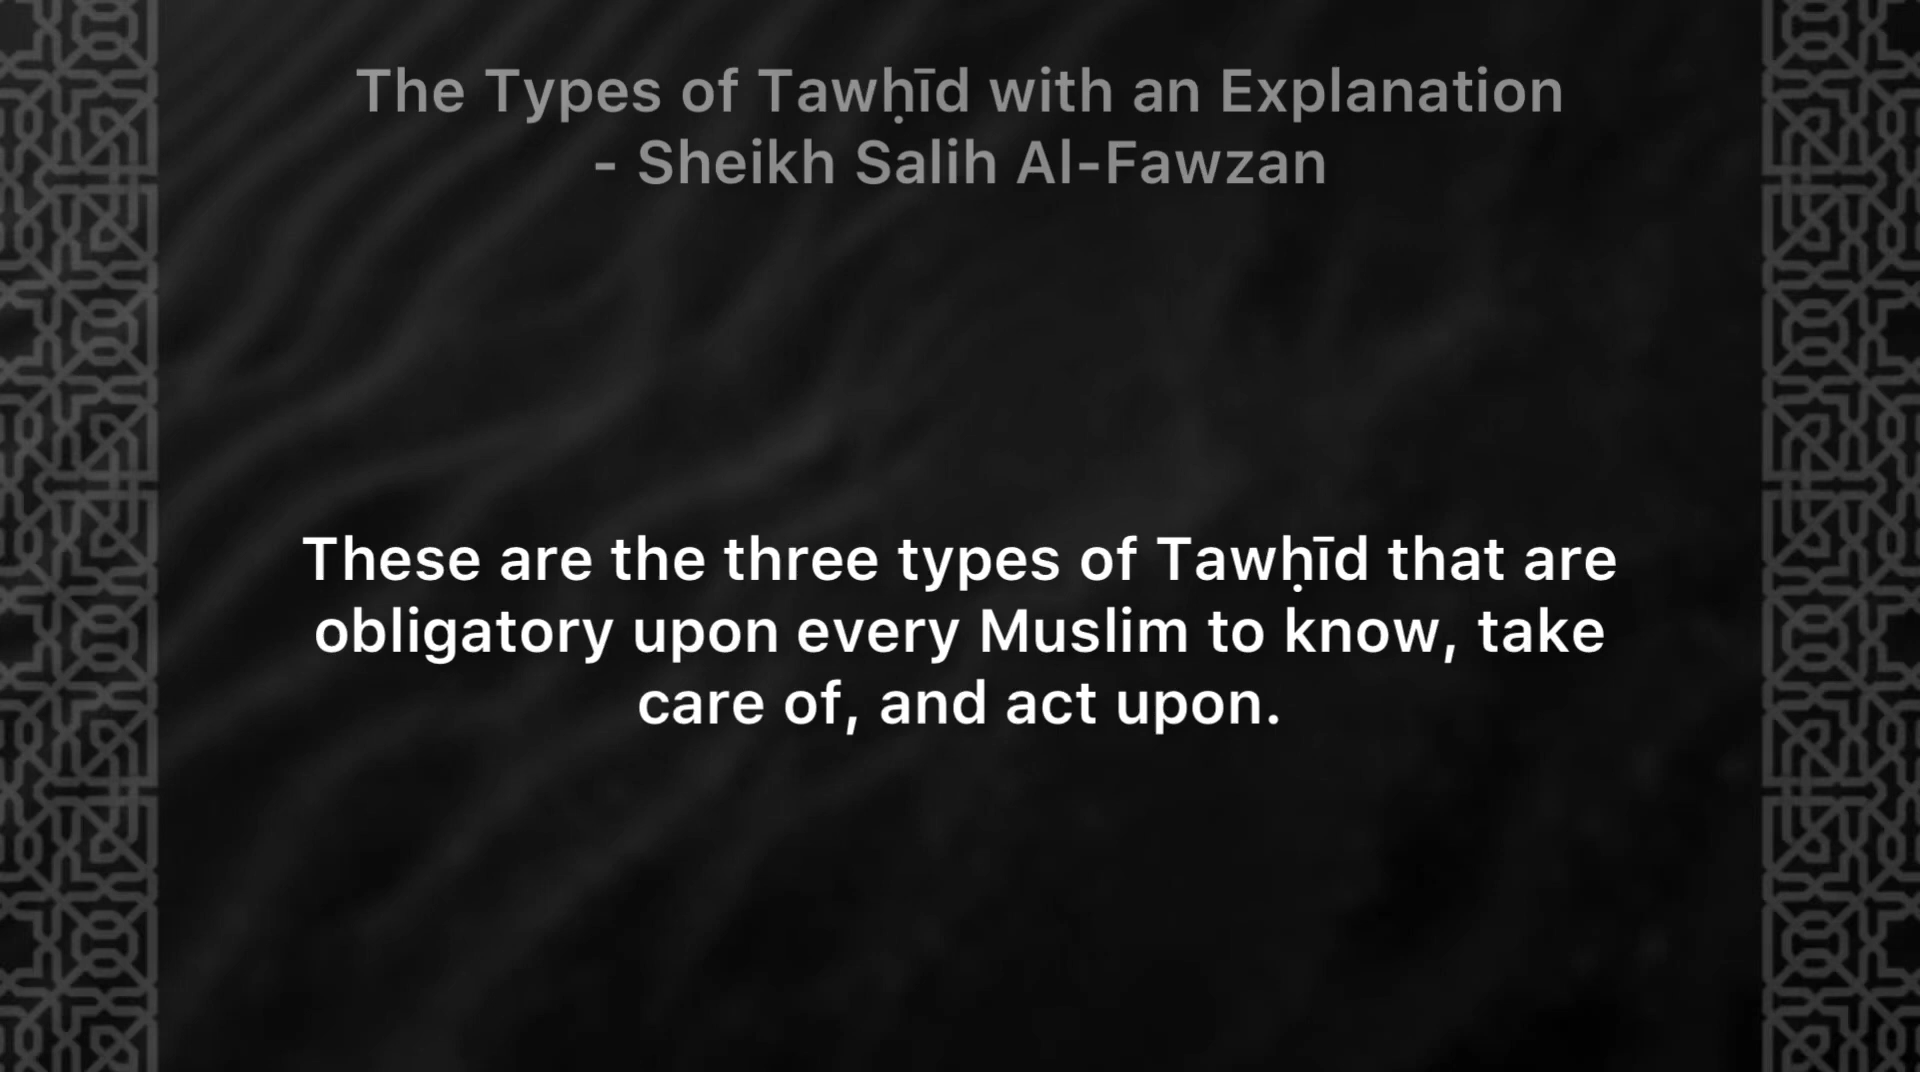 The Types of Tawḥīd with an Explanation
- Sheikh Salih Al-Fawzan
These are the three types of Tawḥīd that are
obligatory upon every Muslim to know, take
care of, and act upon.